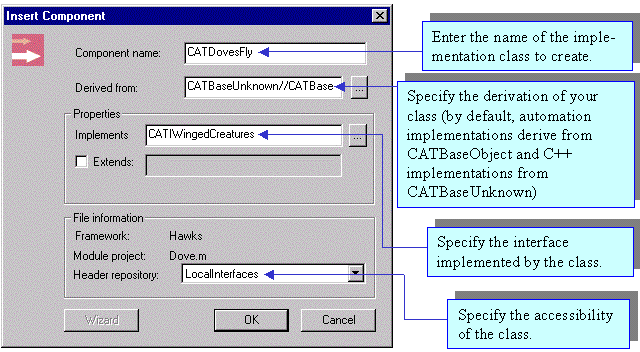 Insert Component
Component name:
CATDovesFly
Derived from:
CATBaseUnknown//CATBase
...
Properties
Implements
CATIWingedCreatures
...
Extends:
File information
Framework:
Hawks
Module project:
Dove.m
Header repository:
LocalInterfaces
Wizard
OK
Cancel
Enter the name of the imple-
mentation class to create.
Specify the derivation of your
class (by default, automation
implementations derive from
CATBaseObject and C++
implementations from
CATBaseUnknown)
Specify the interface
implemented by the class.
Specify the accessibility
of the class.